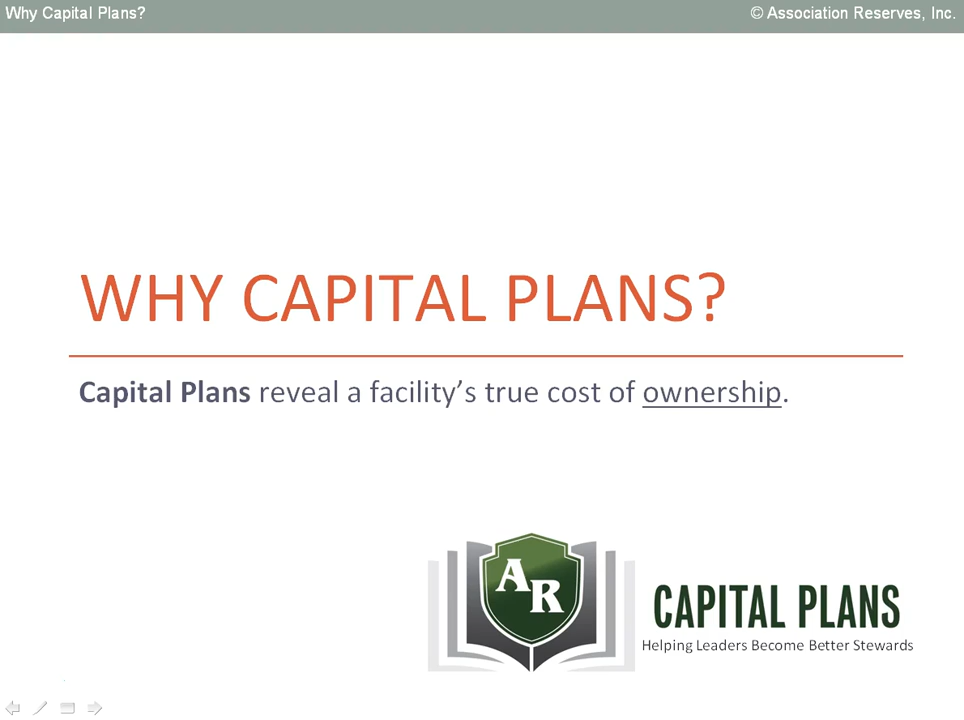 Why Capital Plans?
© Association Reserves, Inc.
WHY CAPITAL PLANS?
Capital Plans reveal a facility’s true cost of ownership.
AR
CAPITAL PLANS
Helping Leaders Become Better Stewards